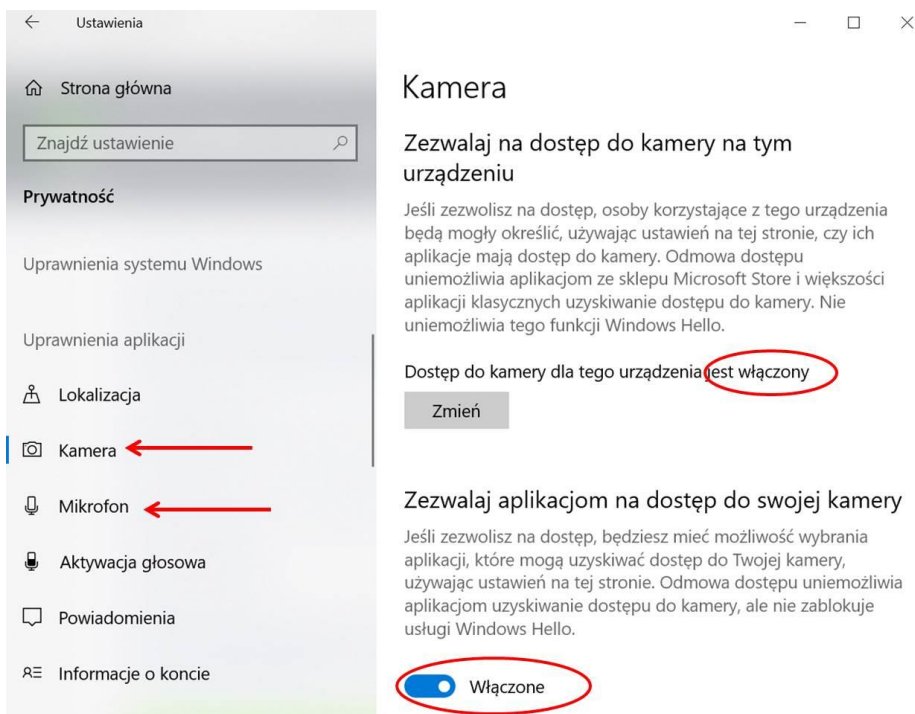 Ustawienia
Strona główna
Znajdź ustawienie
Prywatność
Uprawnienia systemu Windows
Uprawnienia aplikacji
Lokalizacja
Kamera
Mikrofon
Aktywacja głosowa
Powiadomienia
Informacje o koncie
Kamera
Zezwalaj na dostęp do kamery na tym
urządzeniu
Jeśli zezwolisz na dostęp, osoby korzystające z tego urządzenia
będą mogły określić, używając ustawień na tej stronie, czy ich
aplikacje mają dostęp do kamery. Odmowa dostępu
uniemożliwia aplikacjom ze sklepu Microsoft Store i większości
aplikacji klasycznych uzyskiwanie dostępu do kamery. Nie
uniemożliwia tego funkcji Windows Hello.
Dostęp do kamery dla tego urządzenia jest włączony
Zmień
Zezwalaj aplikacjom na dostęp do swojej kamery
Jeśli zezwolisz na dostęp, będziesz mieć możliwość wybrania
aplikacji, które mogą uzyskiwać dostęp do Twojej kamery,
używając ustawień na tej stronie. Odmowa dostępu uniemożliwia
aplikacjom uzyskiwanie dostępu do kamery, ale nie zablokuje
usługi Windows Hello.
Włączone